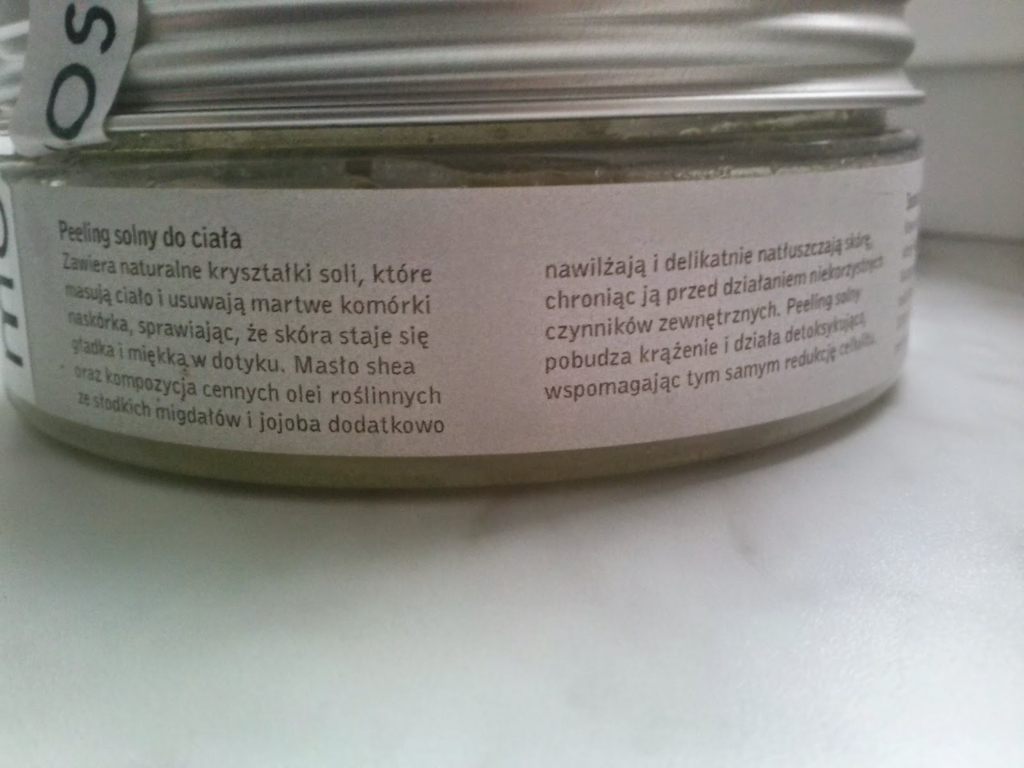 Peeling solny do ciała
Zawiera naturalne kryształki soli, które
masują ciało i usuwają martwe komórki
naskórka, sprawiając, że skóra staje się
gładka i miękka w dotyku. Masło shea
oraz kompozycja cennych olei roślinnych
ze słodkich migdałów i jojoba dodatkowo
nawilżają i delikatnie natłuszczają skórę,
chroniąc ją przed działaniem niekorzystnych
czynników zewnętrznych. Peeling solny
pobudza krążenie i działa detoksykująco,
wspomagając tym samym redukcję cellulitu.